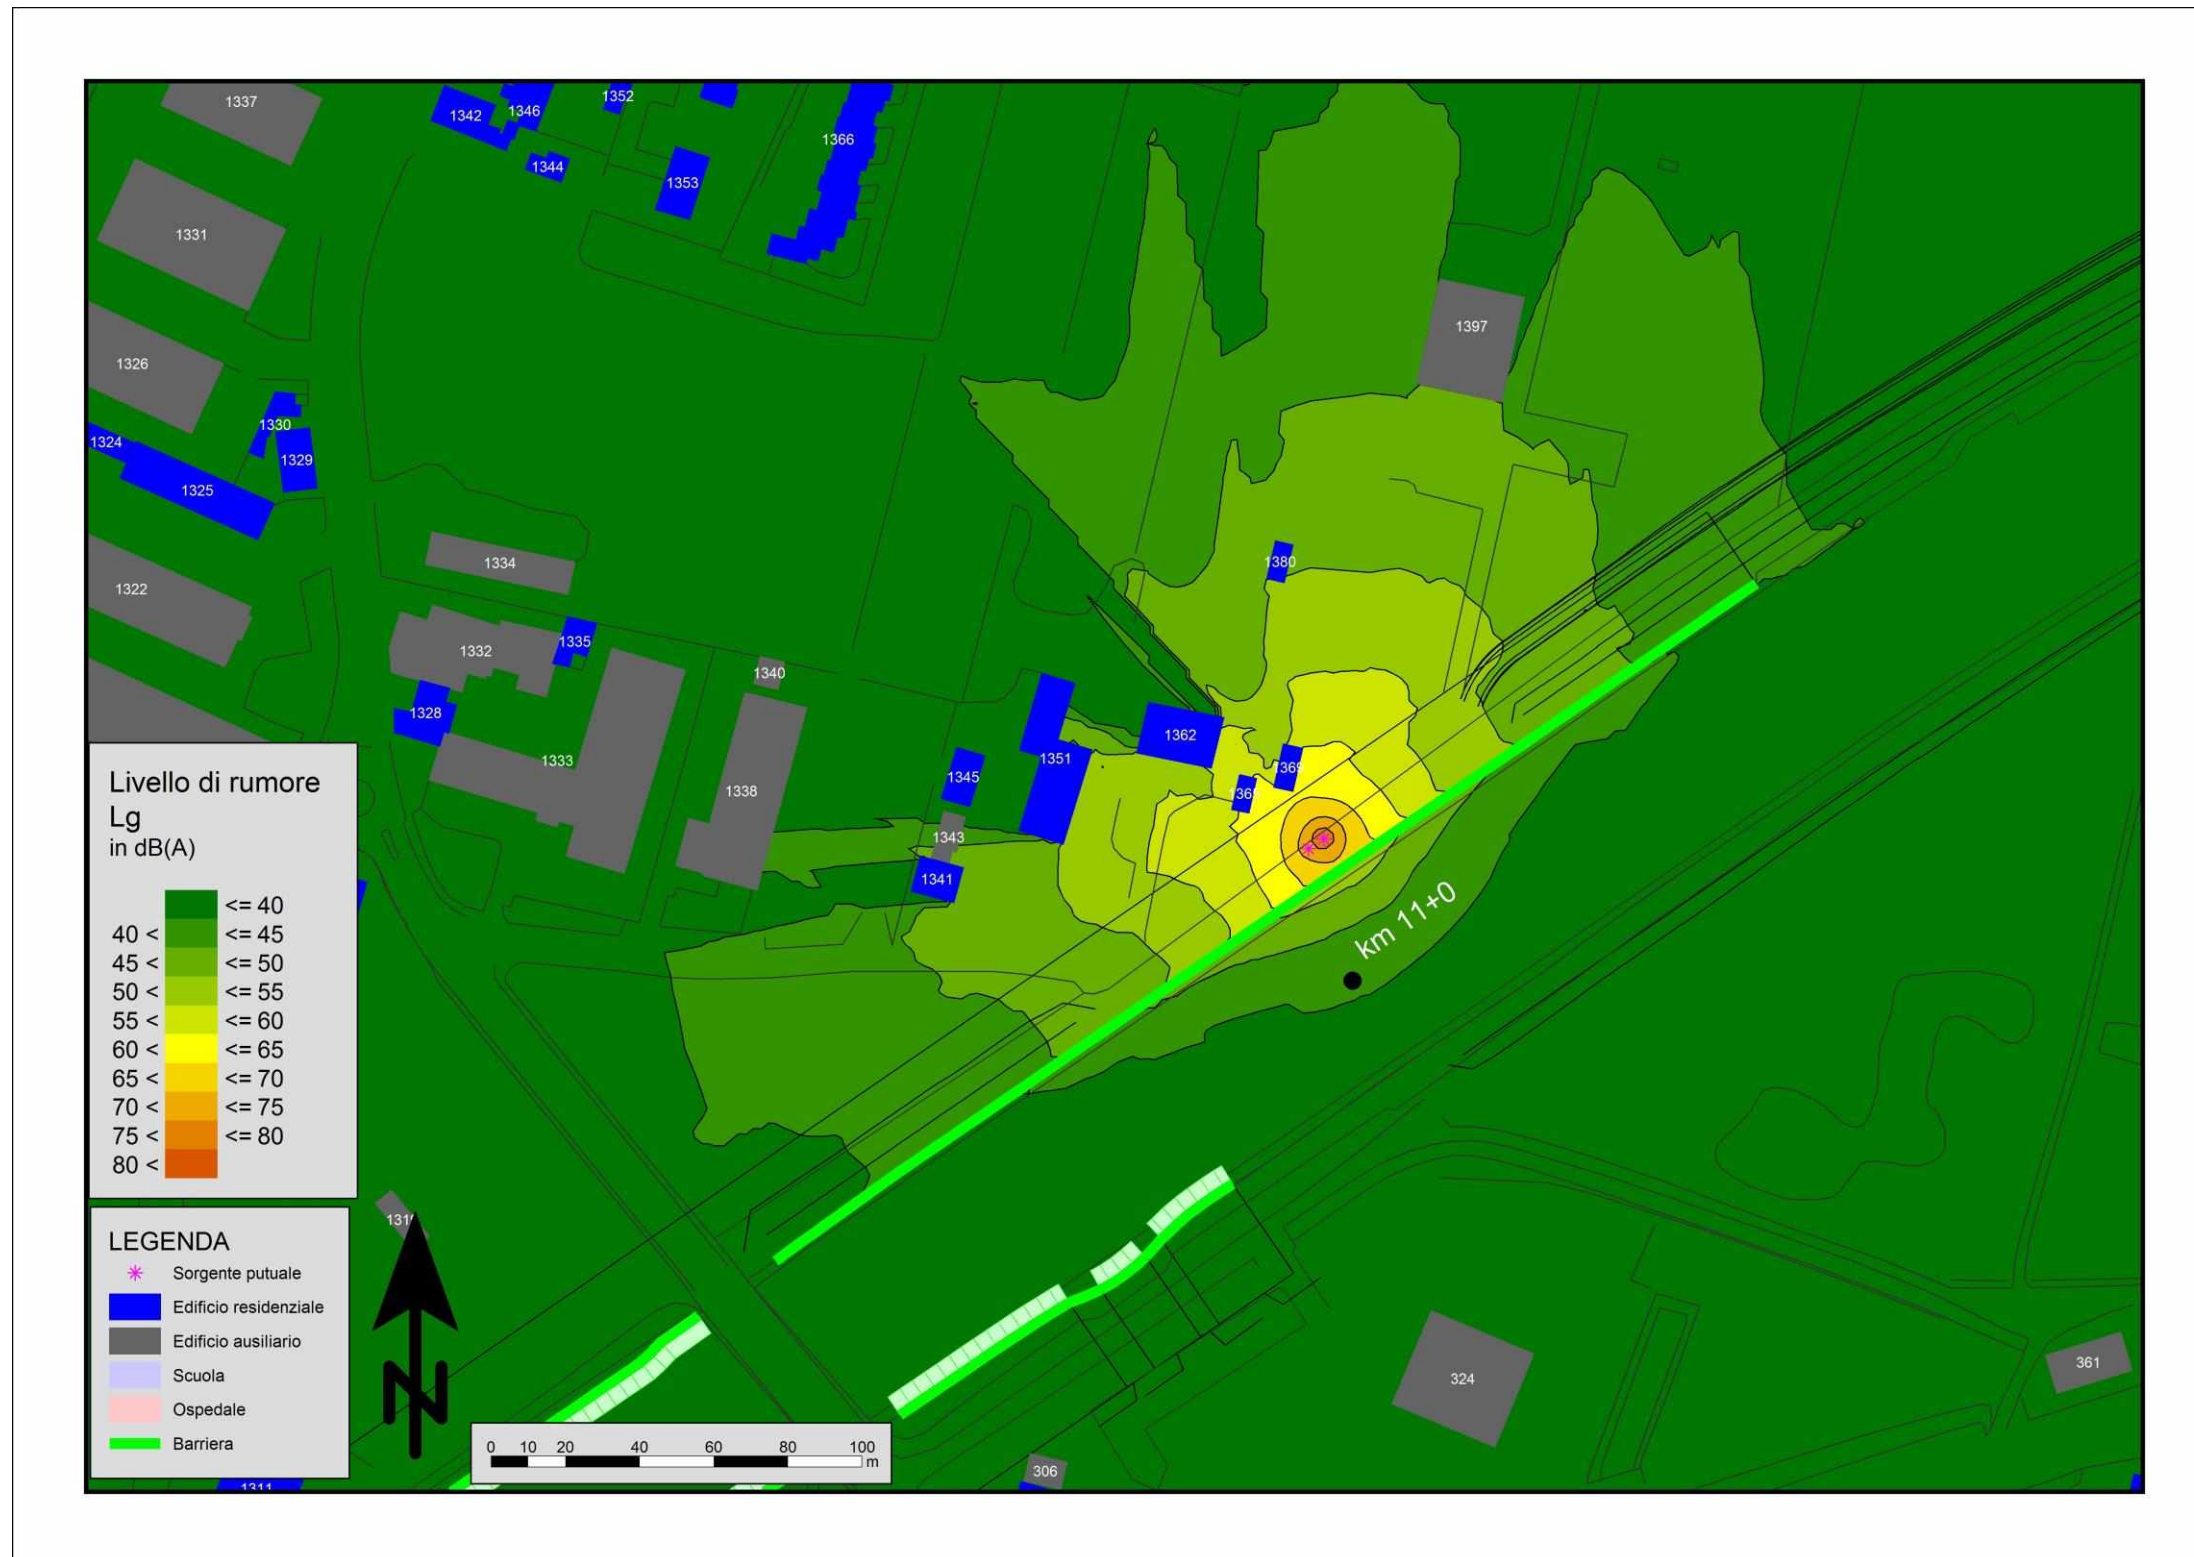 1337
1342
1346
1352
1366
1344
1353
1331
1397
1326
1324
1330
1329
1325
1380
1334
1322
1335
1332
1340
1328
1362
1351
1333
1345
1369
1338
1343
1341
km 11+0
Livello di rumore
Lg
in dB(A)
<= 40
40 < <= 45
45 < <= 50
50 < <= 55
55 < <= 60
60 < <= 65
65 < <= 70
70 < <= 75
75 < <= 80
80 <
LEGENDA
Sorgente putuale
Edificio residenziale
Edificio ausiliario
Scuola
Ospedale
Barriera
N
0 10 20 40 60 80 100
m
324
361
306
1311